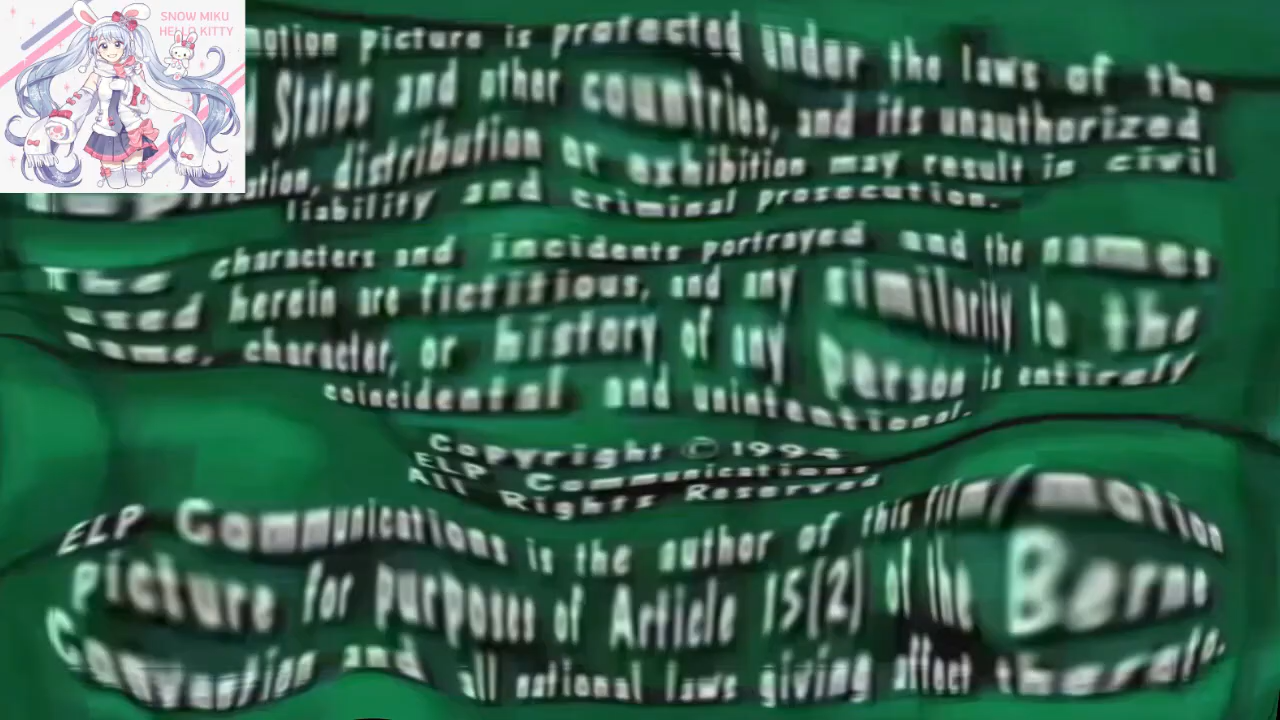 SNOW MIKU
HELLO KITTY
motion picture is protected under the laws of the
States and other countries, and its unauthorized
distribution or exhibition may result in civil
liability and criminal prosecution.
The characters and incidents portrayed and the names
used herein are fictitious, and any similarity to the
name, character, or history of any person is entirely
coincidental and unintentional.
Copyright © 1994
ELP Communications
All Rights Reserved
ELP Communications is the author of this film/motion
picture for purposes of Article 15(2) of the Berne
Convention and all national laws giving affect thereto.